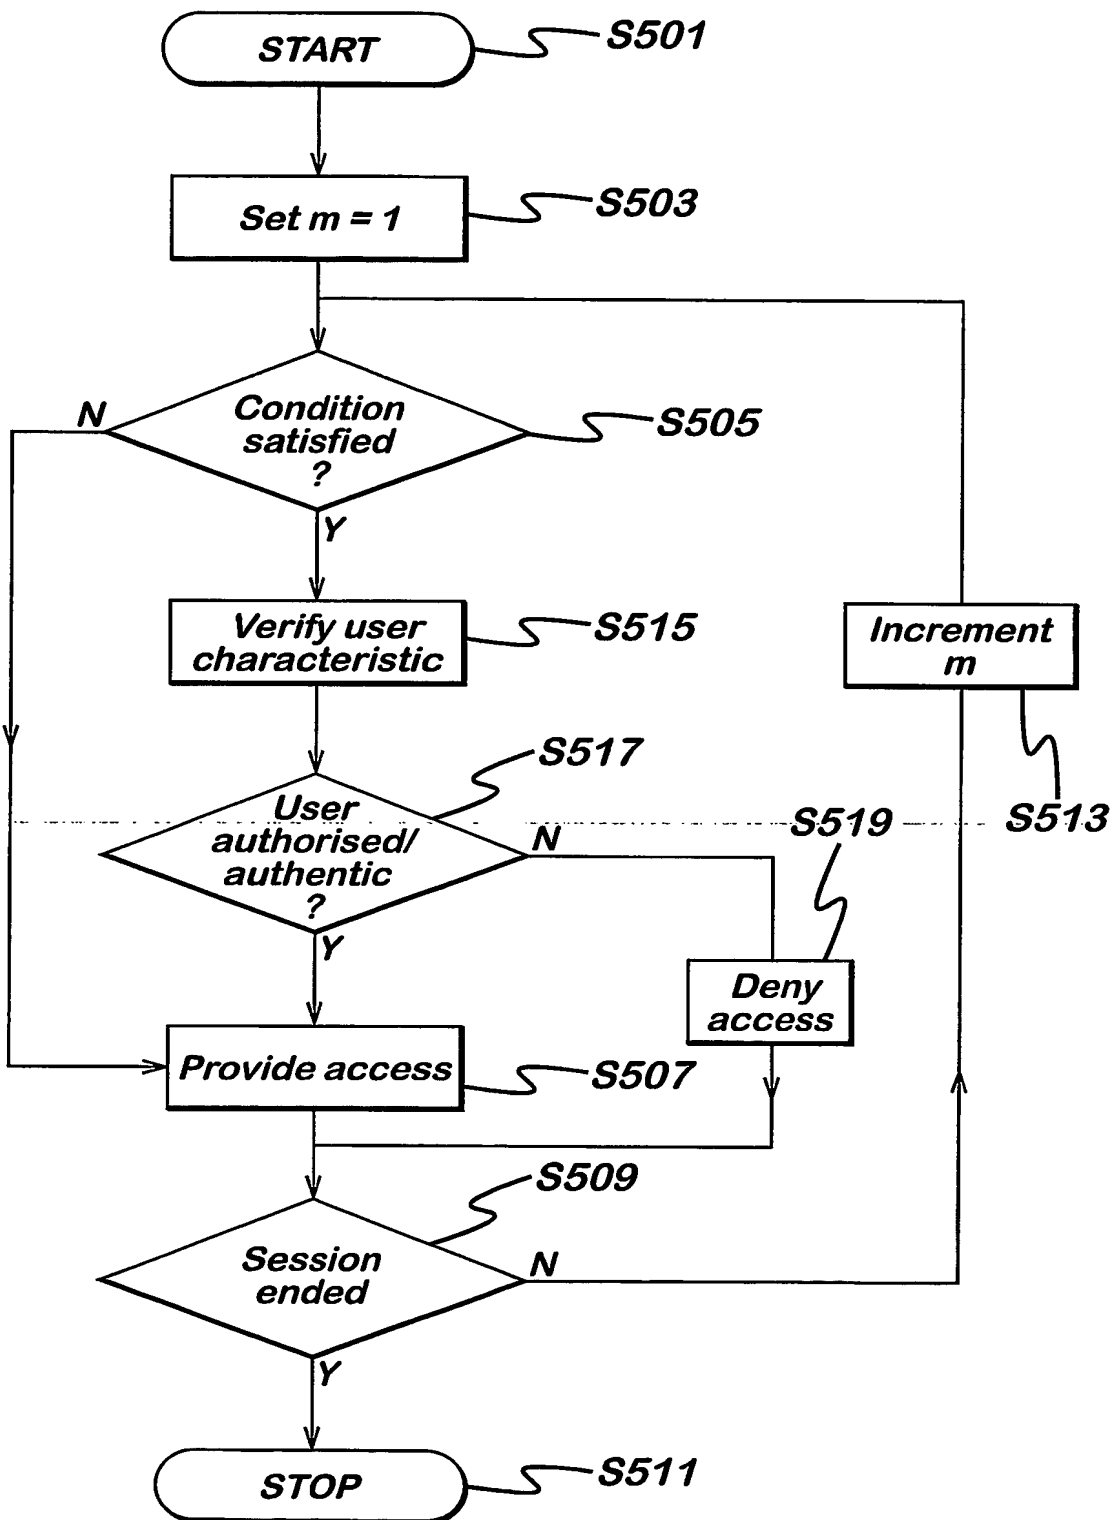 START
S501
Set m = 1
S503
N
Condition
satisfied
?
S505
Y
Verify user
characteristic
S515
Increment
m
S513
S517
User
authorised/
authentic
?
N
S519
Y
Deny
access
Provide access
S507
S509
Session
ended
N
Y
STOP
S511